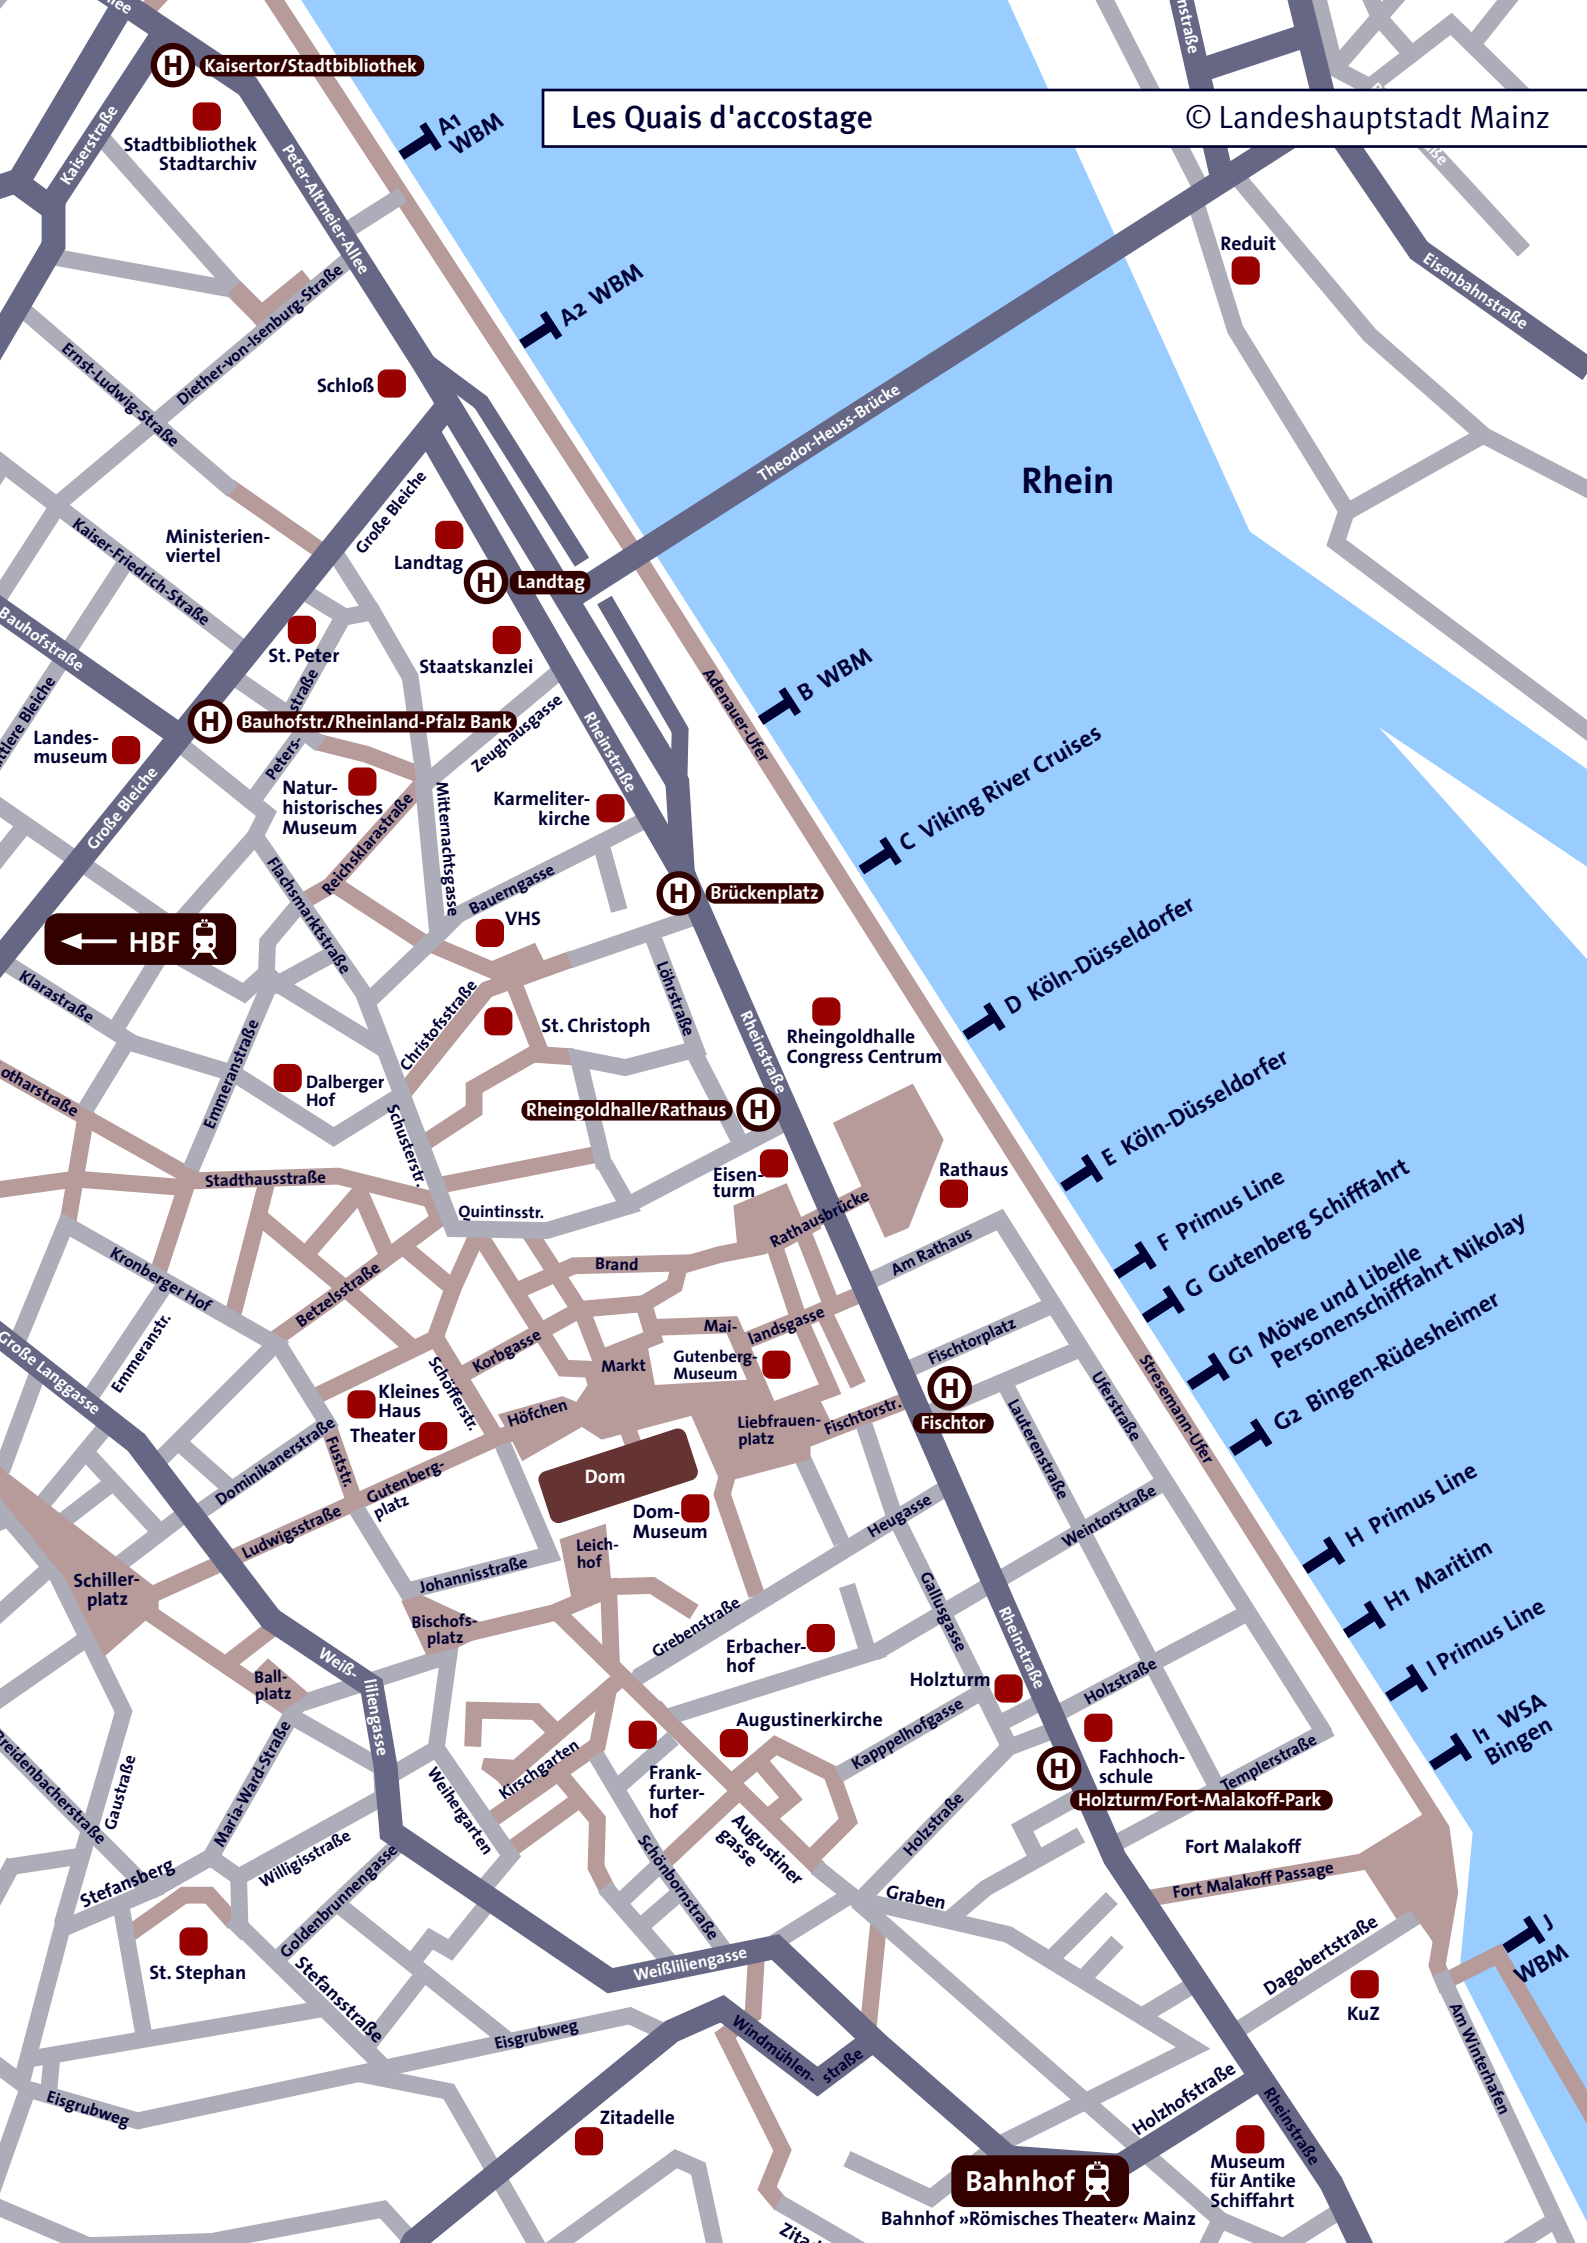 Les Quais d'accostage
© Landeshauptstadt Mainz
Kaisertor/Stadtbibliothek
H
Stadtbibliothek
Stadtarchiv
Kaiserstraße
Peter-Altmeier-Allee
A1
WBM
A2 WBM
Reduit
Eisenbahnstraße
Diether-von-Isenburg-Straße
Ernst-Ludwig-Straße
Schloß
Theodor-Heuss-Brücke
Rhein
Große Bleiche
Kaiser-Friedrich-Straße
Ministerien-
viertel
Landtag
H
Landtag
Bauhofstraße
St. Peter
Staatskanzlei
Adenauer-Ufer
B WBM
H
Bauhofstr./Rheinland-Pfalz Bank
Peters-
straße
Zeughausgasse
Rheinstraße
Landes-
museum
C Viking River Cruises
Große Bleiche
Natur-
historisches
Museum
Karmeliter-
kirche
Mitternachtsgasse
Reichsklarastraße
Flachsmarktstraße
Bauerngasse
H
Brückenplatz
VHS
HBF
D Köln-Düsseldorfer
Klarastraße
Christofsstraße
Löhrstraße
St. Christoph
Rheinstraße
Rheingoldhalle
Congress Centrum
Emmeranstraße
Dalberger
Hof
Schusterstr.
Rheingoldhalle/Rathaus
H
E Köln-Düsseldorfer
Eisen-
turm
Rathaus
Stadthausstraße
Quintinsstr.
Rathausbrücke
Am Rathaus
F Primus Line
G Gutenberg Schifffahrt
Kronberger Hof
Brand
Betzelsstraße
G1 Möwe und Libelle
Personenschifffahrt Nikolay
Mai-
landsgasse
Fischtorplatz
Korbgasse
Markt
Gutenberg-
Museum
Große Langgasse
Emmeranstr.
Schöfferstr.
G2 Bingen-Rüdesheimer
Stresemann-Ufer
Uferstraße
H
Fischtor
Kleines
Haus
Theater
Höfchen
Liebfrauen-
platz
Fischtorstr.
Lauterenstraße
Dominikanerstraße
Fuststr.
Gutenberg-
platz
Dom
Dom-
Museum
Heugasse
Weintorstraße
H Primus Line
Ludwigsstraße
Leich-
hof
Johannisstraße
Schiller-
platz
Bischofs-
platz
Grebenstraße
Gallusgasse
Rheinstraße
H1 Maritim
I Primus Line
Erbacher-
hof
Holzturm
Holzstraße
Weiß-
liliengasse
Ball-
platz
Augustinerkirche
Kapppelhofgasse
Fachhoch-
schule
I1 WSA
Bingen
Templerstraße
H
Holzturm/Fort-Malakoff-Park
Kirschgarten
Frank-
furter-
hof
Gaustraße
Maria-Ward-Straße
Weihergarten
Augustiner
gasse
Holzstraße
Fort Malakoff
Fort Malakoff Passage
Stefansberg
Willigisstraße
Goldenbrunnengasse
Schönbornstraße
Graben
St. Stephan
Stefansstraße
Weißliliengasse
Dagobertstraße
KuZ
J
WBM
Am Winterhafen
Eisgrubweg
Windmühlen-
straße
Eisgrubweg
Zitadelle
Holzhofstraße
Rheinstraße
Bahnhof
Bahnhof »Römisches Theater« Mainz
Museum
für Antike
Schiffahrt